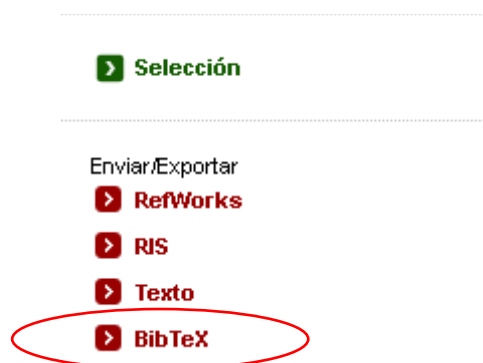 Selección
Enviar/Exportar
RefWorks
RIS
Texto
BibTeX